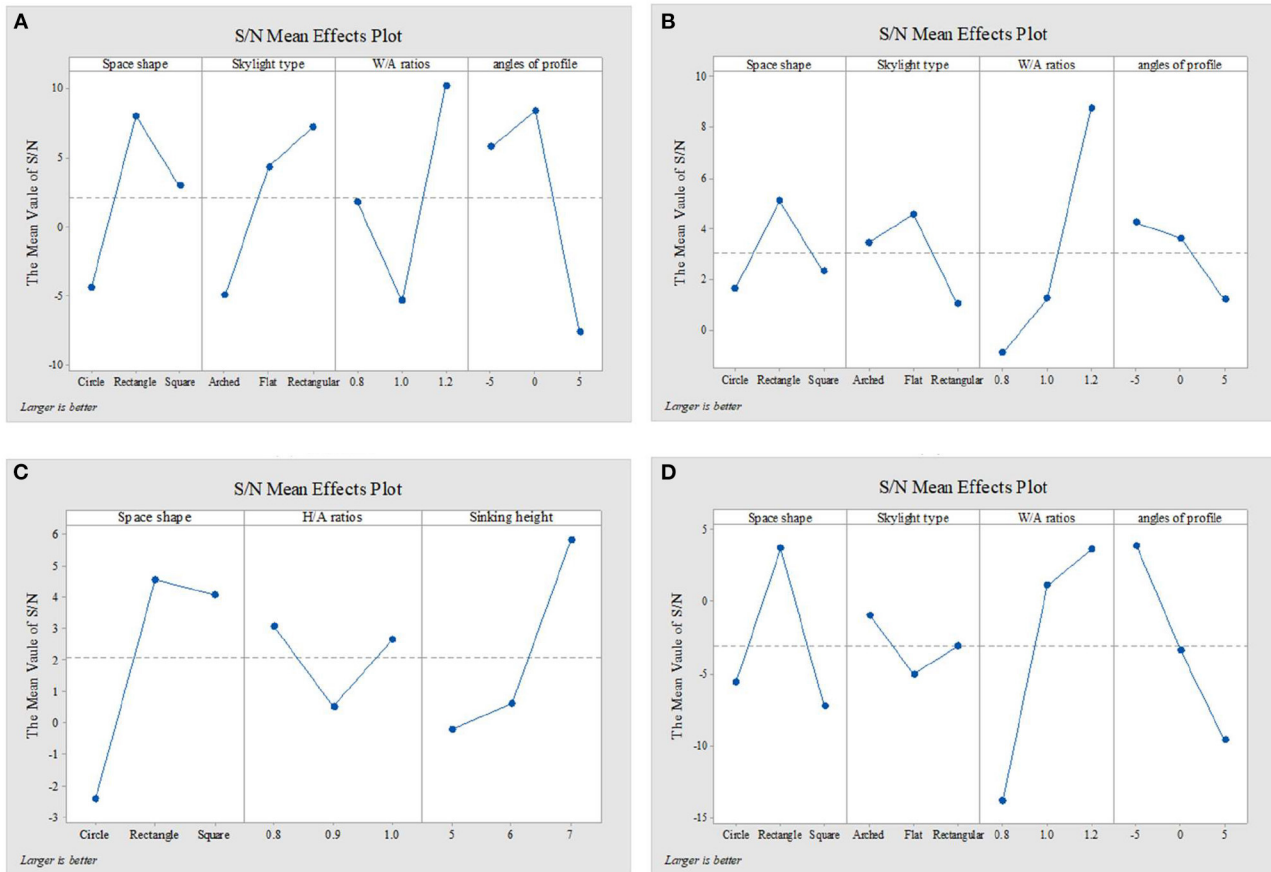 A
S/N Mean Effects Plot
Space shape Skylight type W/A ratios angles of profile
The Mean Vaule of S/N
10
5
0
-5
-10
Circle Rectangle Square Arched Flat Rectangular 0.8 1.0 1.2 -5 0 5
Larger is better
B
S/N Mean Effects Plot
Space shape Skylight type W/A ratios angles of profile
The Mean Vaule of S/N
10
8
6
4
2
0
Circle Rectangle Square Arched Flat Rectangular 0.8 1.0 1.2 -5 0 5
Larger is better
C
S/N Mean Effects Plot
Space shape H/A ratios Sinking height
The Mean Vaule of S/N
6
5
4
3
2
1
0
-1
-2
-3
Circle Rectangle Square 0.8 0.9 1.0 5 6 7
Larger is better
D
S/N Mean Effects Plot
Space shape Skylight type W/A ratios angles of profile
The Mean Vaule of S/N
5
0
-5
-10
-15
Circle Rectangle Square Arched Flat Rectangular 0.8 1.0 1.2 -5 0 5
Larger is better